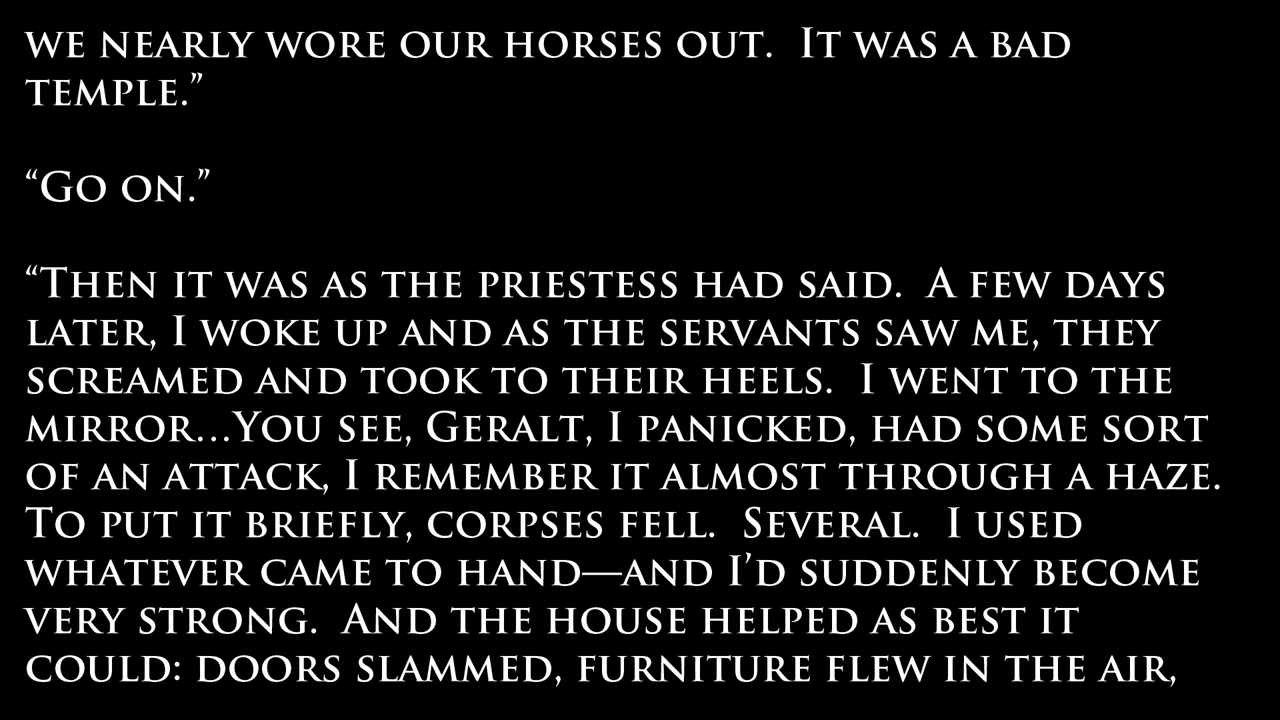 we nearly wore our horses out.  It was a bad
temple.”
“Go on.”
“Then it was as the priestess had said.  A few days
later, I woke up and as the servants saw me, they
screamed and took to their heels.  I went to the
mirror…You see, Geralt, I panicked, had some sort
of an attack, I remember it almost through a haze.
To put it briefly, corpses fell.  Several.  I used
whatever came to hand—and I’d suddenly become
very strong.  And the house helped as best it
could: doors slammed, furniture flew in the air,